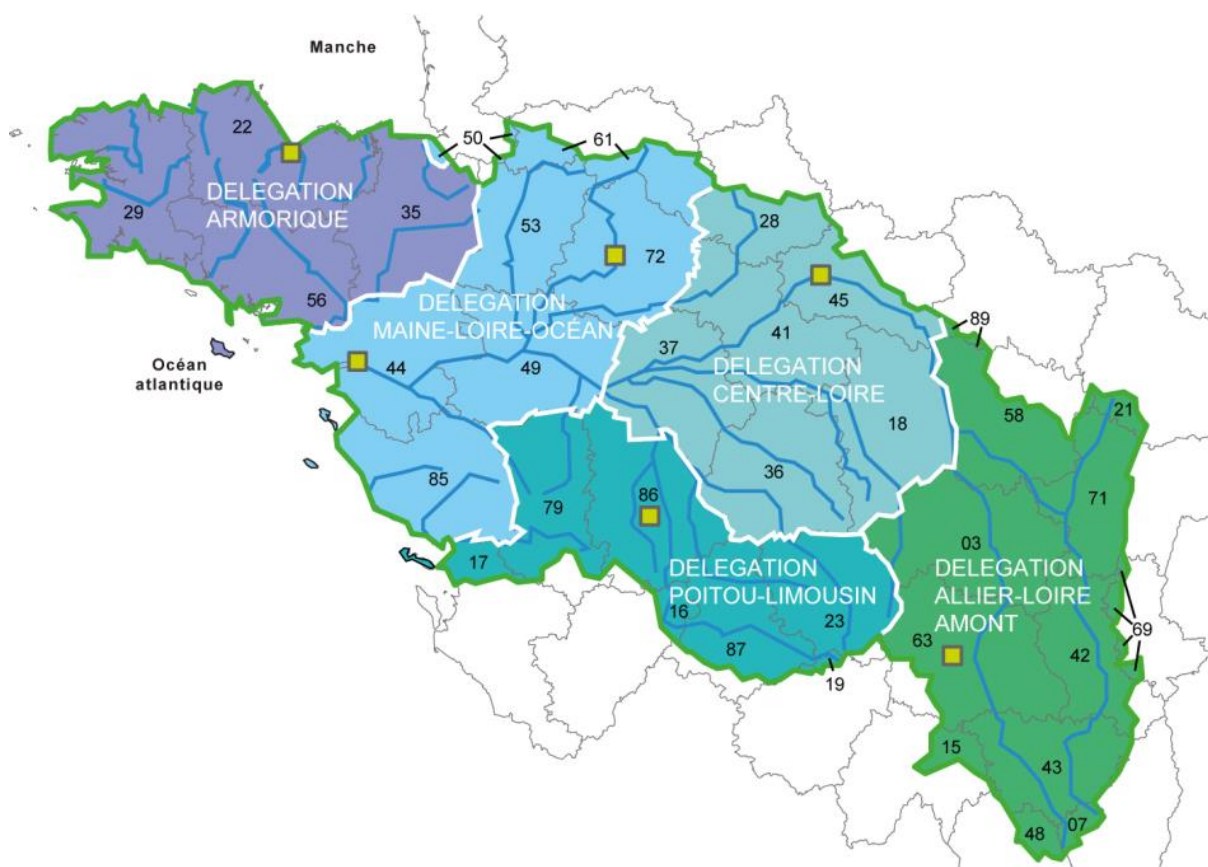 Manche
22
50
61
DELEGATION
ARMORIQUE
29
35
53
28
72
56
DELEGATION
MAINE-LOIRE-OCÉAN
45
89
41
37
Océan
atlantique
44
49
DELEGATION
CENTRE-LOIRE
58
21
18
85
36
79
86
71
17
03
DELEGATION
POITOU-LIMOUSIN
DELEGATION
ALLIER-LOIRE
AMONT
16
23
69
87
19
63
42
15
43
48
07